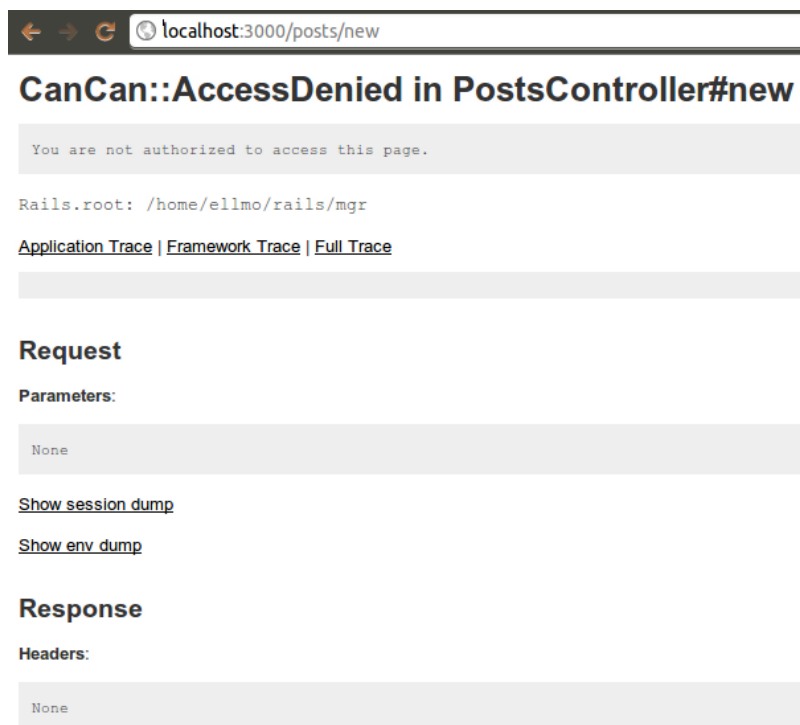 localhost:3000/posts/new
CanCan::AccessDenied in PostsController#new
You are not authorized to access this page.
Rails.root: /home/ellmo/rails/mgr
Application Trace | Framework Trace | Full Trace
Request
Parameters:
None
Show session dump
Show env dump
Response
Headers:
None